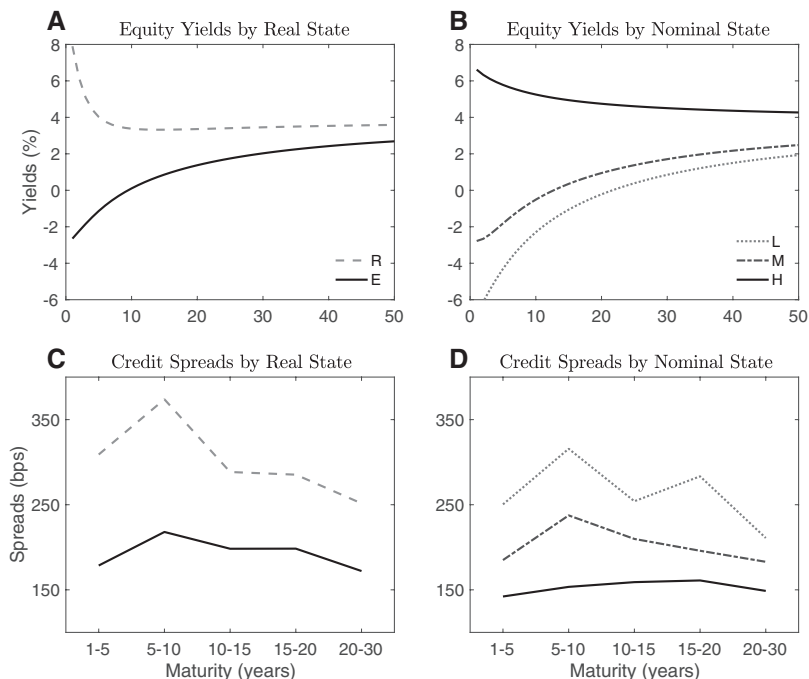 A
Equity Yields by Real State
8
6
4
2
0
-2
-4
-6
Yields (%)
R
E
0 10 20 30 40 50
B
Equity Yields by Nominal State
8
6
4
2
0
-2
-4
-6
L
M
H
0 10 20 30 40 50
C
Credit Spreads by Real State
350
250
150
Spreads (bps)
1-5 5-10 10-15 15-20 20-30
Maturity (years)
D
Credit Spreads by Nominal State
350
250
150
1-5 5-10 10-15 15-20 20-30
Maturity (years)